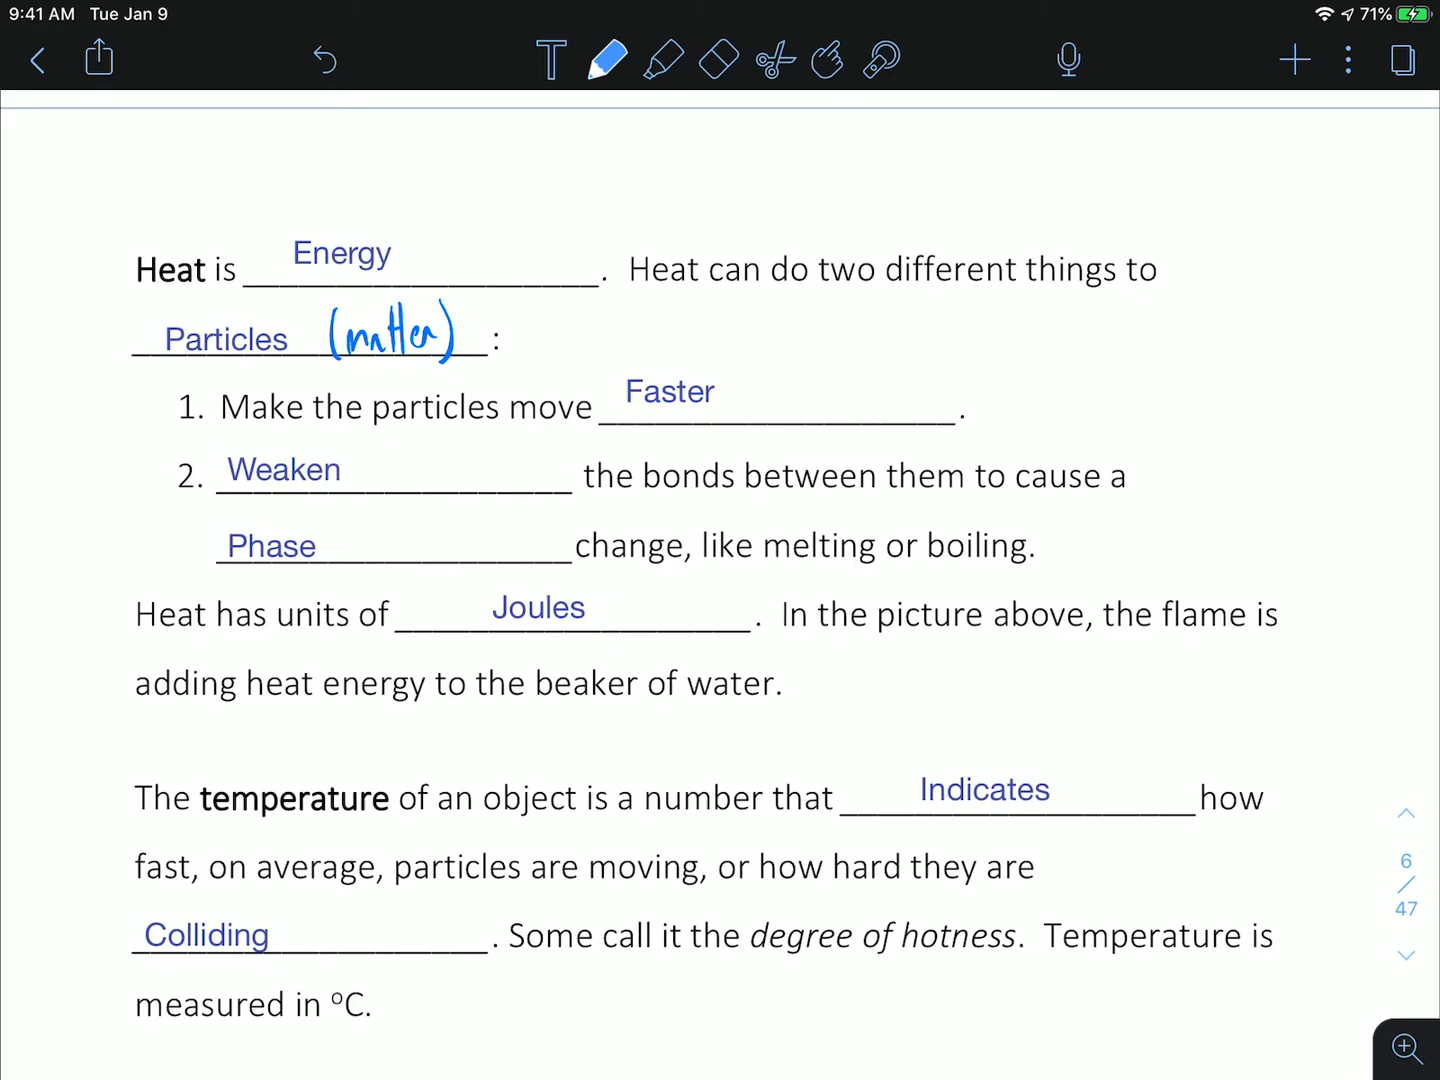 9:41 AM Tue Jan 9 71%
Heat is Energy. Heat can do two different things to
Particles (matter):
1. Make the particles move Faster.
2. Weaken the bonds between them to cause a
Phase change, like melting or boiling.
Heat has units of Joules. In the picture above, the flame is
adding heat energy to the beaker of water.
The temperature of an object is a number that Indicates how
fast, on average, particles are moving, or how hard they are
Colliding. Some call it the degree of hotness. Temperature is
measured in °C.
6
/
47